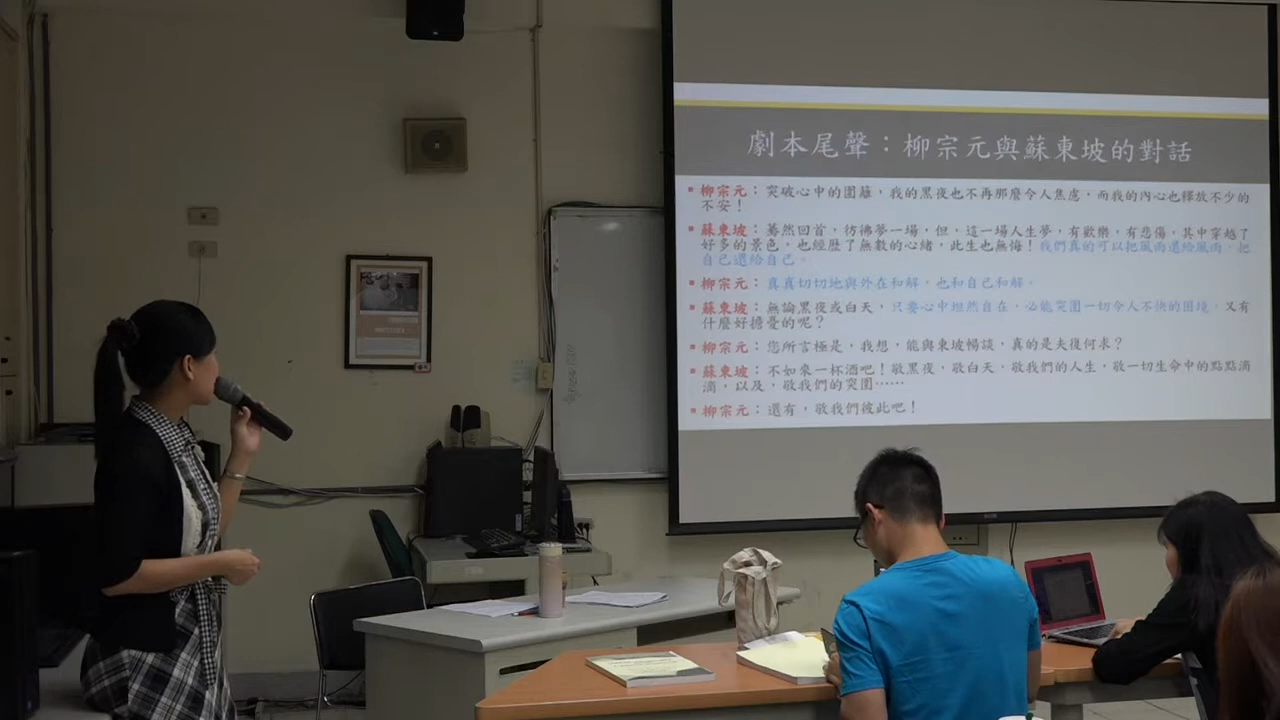 劇本尾聲：柳宗元與蘇東坡的對話
柳宗元：突破心中的圍籬，我的黑夜也不再那麼令人焦慮，而我的內心也釋放不少的
不安！
蘇東坡：驀然回首，彷彿夢一場，但，這一場人生夢，有歡樂，有悲傷，其中穿越了
好多的景色，也經歷了無數的心緒，此生也無悔！我們真的可以把風雨還給風雨，把
自己還給自己。
柳宗元：真真切切地與外在和解，也和自己和解。
蘇東坡：無論黑夜或白天，只要心中坦然自在，必能突圍一切令人不快的困境，又有
什麼好擔憂的呢？
柳宗元：您所言極是，我想，能與東坡暢談，真的是夫復何求？
蘇東坡：不如來一杯酒吧！敬黑夜，敬白天，敬我們的人生，敬一切生命中的點點滴
滴，以及，敬我們的突圍……
柳宗元：還有，敬我們彼此吧！